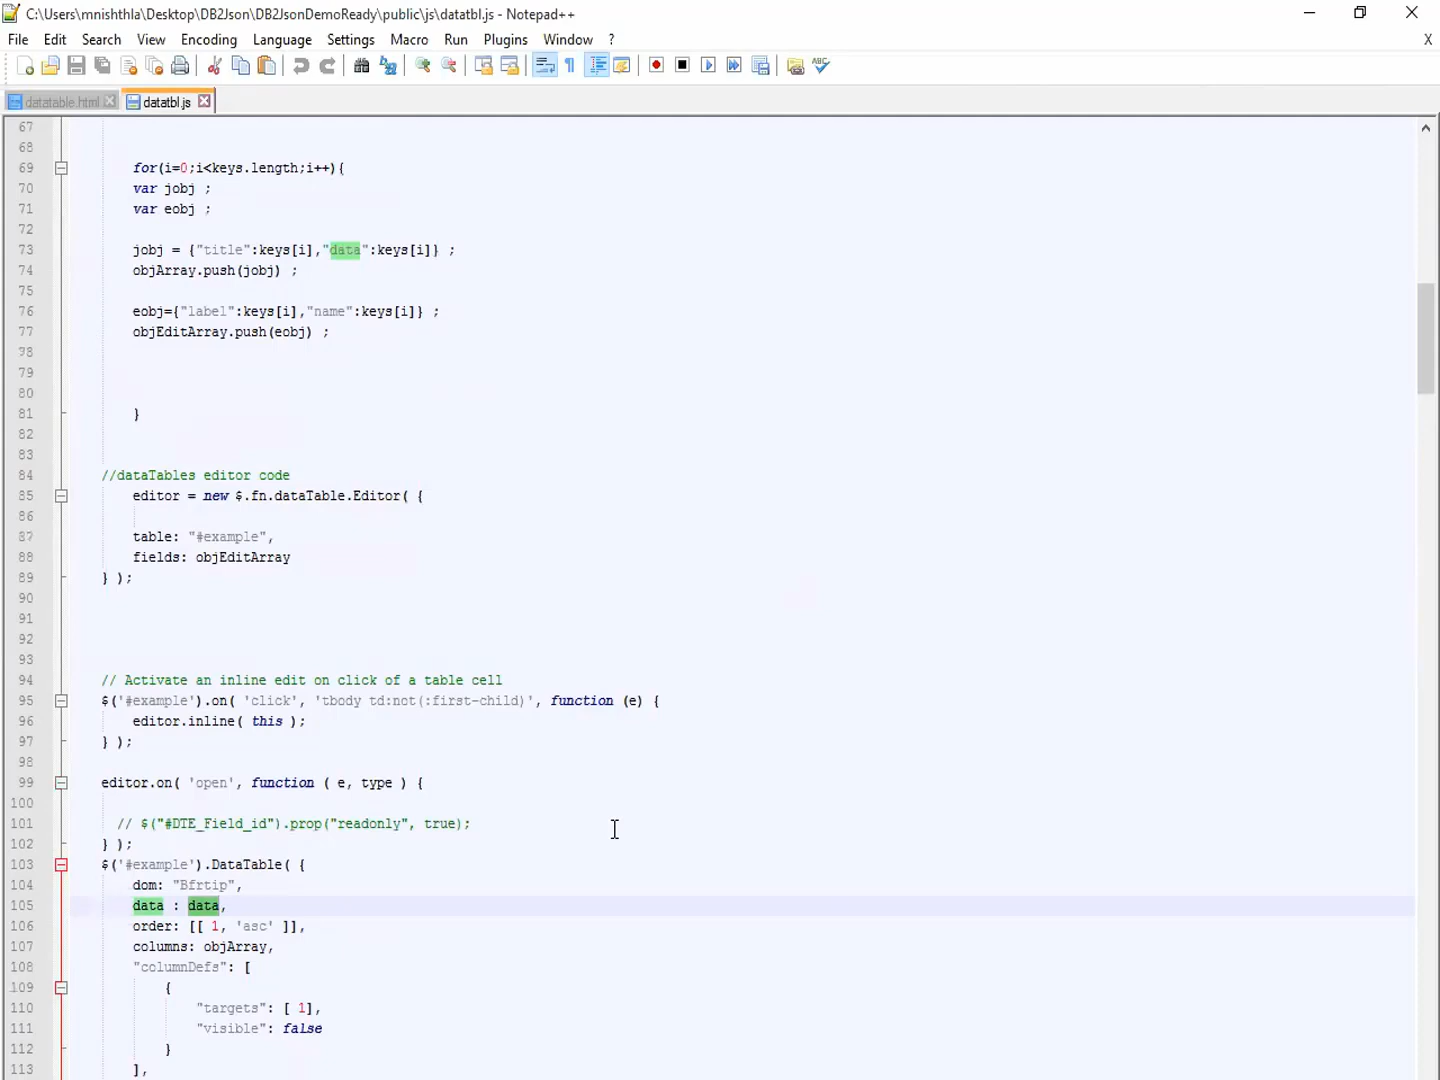 C:\Users\mnishthla\Desktop\DB2Json\DB2JsonDemoReady\public\js\datatbl.js - Notepad++
File Edit Search View Encoding Language Settings Macro Run Plugins Window ? X
datatable.html datatbl.js
67
68
69 for(i=0;i<keys.length;i++){
70 var jobj ;
71 var eobj ;
72
73 jobj = {"title":keys[i],"data":keys[i]} ;
74 objArray.push(jobj) ;
75
76 eobj={"label":keys[i],"name":keys[i]} ;
77 objEditArray.push(eobj) ;
78
79
80
81 }
82
83
84 //dataTables editor code
85 editor = new $.fn.dataTable.Editor( {
86
87 table: "#example",
88 fields: objEditArray
89 } );
90
91
92
93
94 // Activate an inline edit on click of a table cell
95 $('#example').on( 'click', 'tbody td:not(:first-child)', function (e) {
96 editor.inline( this );
97 } );
98
99 editor.on( 'open', function ( e, type ) {
100
101 // $("#DTE_Field_id").prop("readonly", true);
102 } );
103 $('#example').DataTable( {
104 dom: "Bfrtip",
105 data : data,
106 order: [[ 1, 'asc' ]],
107 columns: objArray,
108 "columnDefs": [
109 {
110 "targets": [ 1],
111 "visible": false
112 }
113 ],